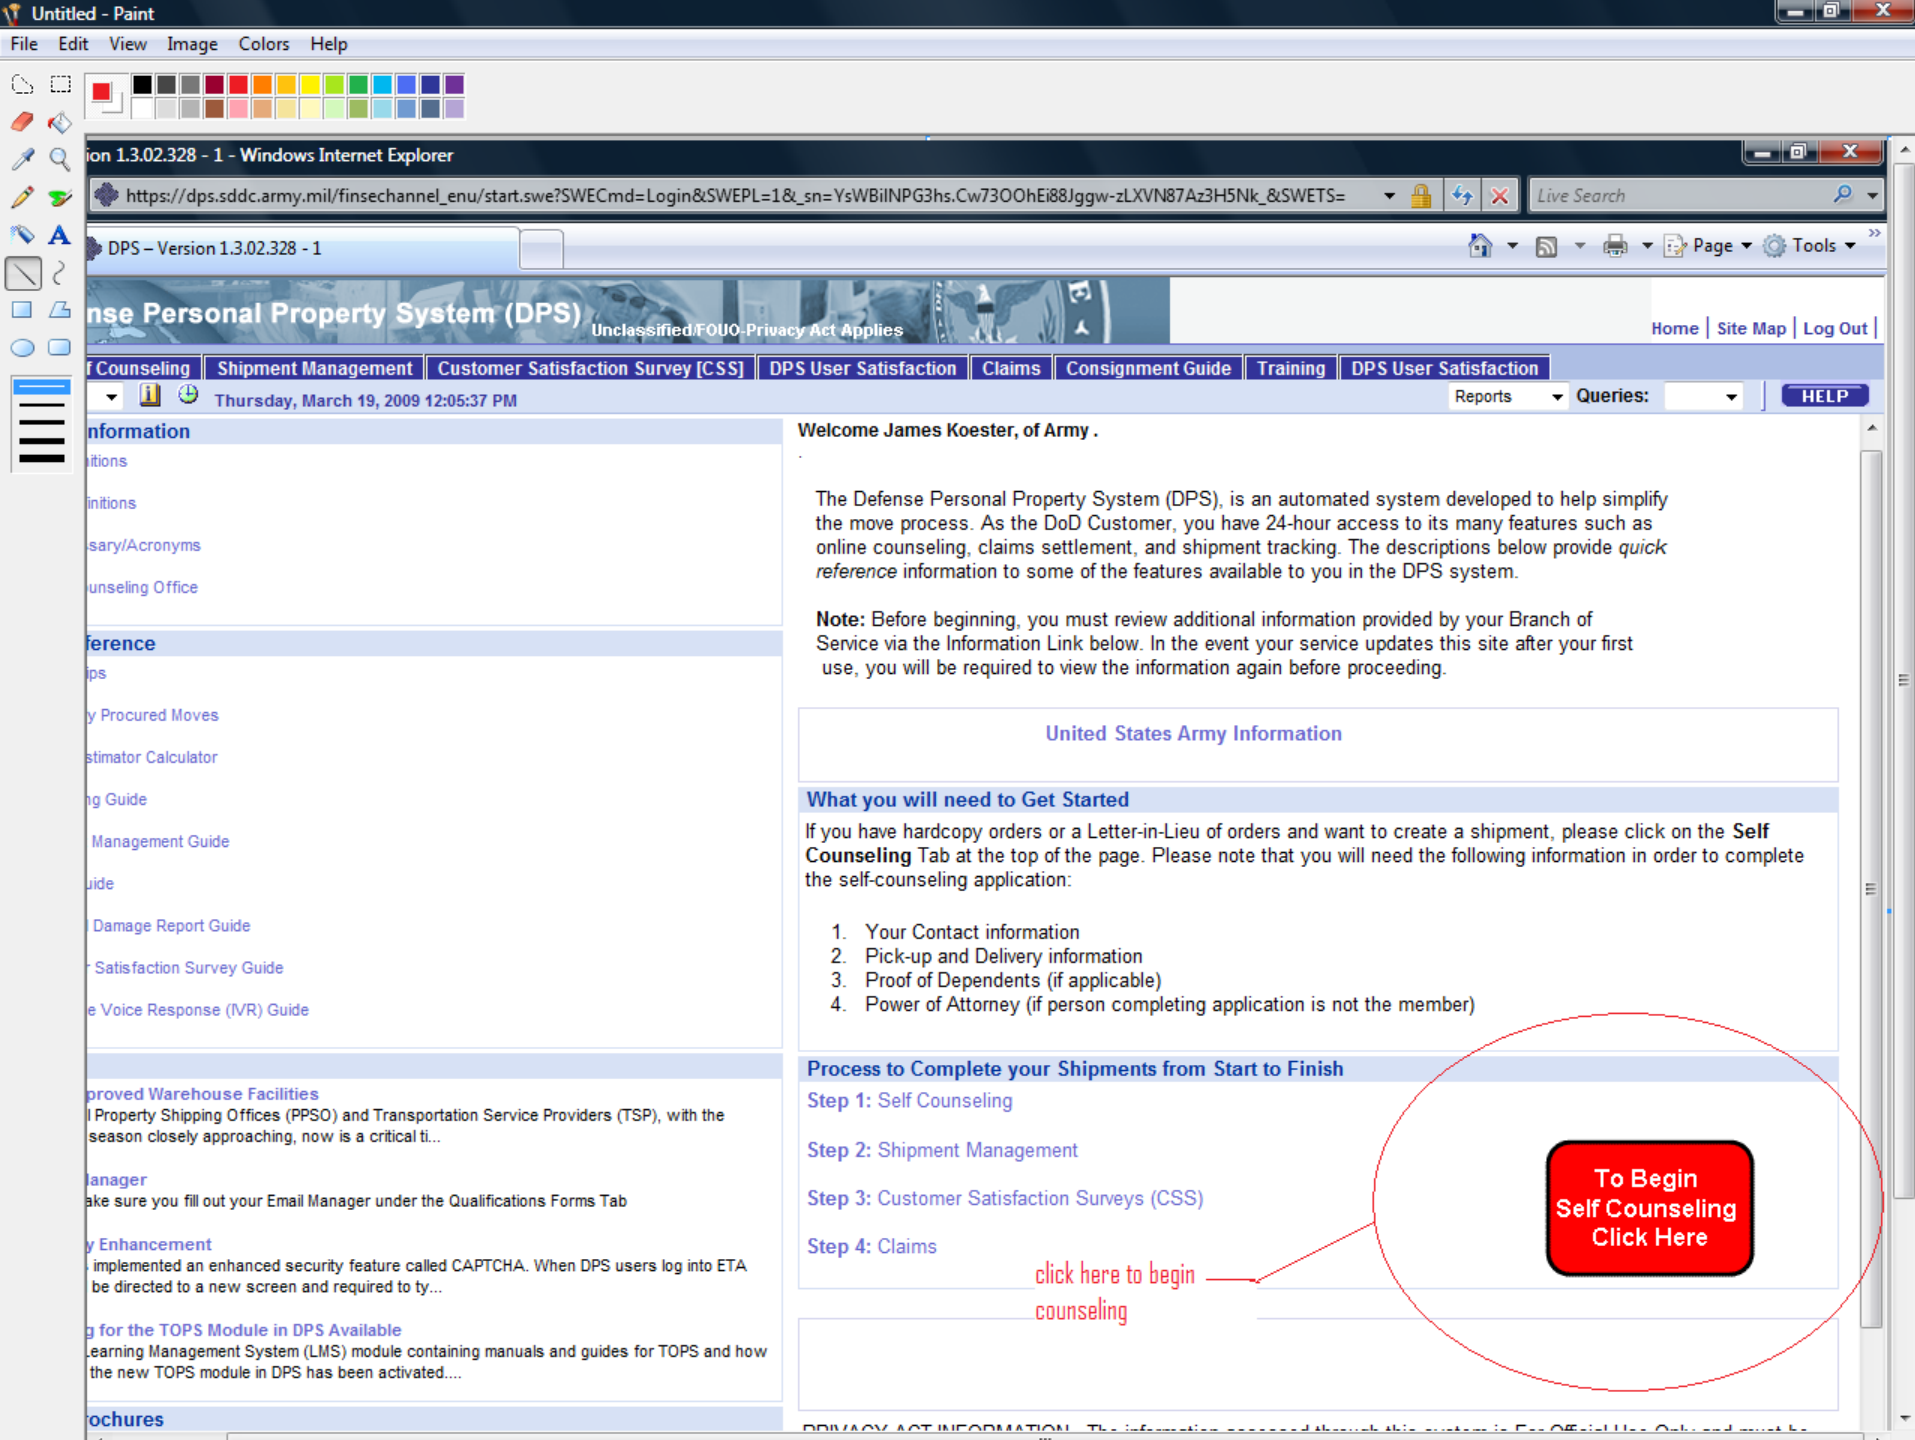 Untitled - Paint
File Edit View Image Colors Help
ion 1.3.02.328 - 1 - Windows Internet Explorer
https://dps.sddc.army.mil/finsechannel_enu/start.swe?SWECmd=Login&SWEPL=1&_sn=YsWBilNPG3hs.Cw73OOhEi88Jggw-zLXVN87Az3H5Nk_&SWETS=
Live Search
DPS – Version 1.3.02.328 - 1
Page Tools
nse Personal Property System (DPS)
Unclassified/FOUO-Privacy Act Applies
Home | Site Map | Log Out |
f Counseling Shipment Management Customer Satisfaction Survey [CSS] DPS User Satisfaction Claims Consignment Guide Training DPS User Satisfaction
Thursday, March 19, 2009 12:05:37 PM
Reports Queries: HELP
nformation
itions
initions
sary/Acronyms
unseling Office
ference
ips
y Procured Moves
stimator Calculator
ng Guide
Management Guide
uide
Damage Report Guide
r Satisfaction Survey Guide
e Voice Response (IVR) Guide
proved Warehouse Facilities
l Property Shipping Offices (PPSO) and Transportation Service Providers (TSP), with the
season closely approaching, now is a critical ti...
lanager
ake sure you fill out your Email Manager under the Qualifications Forms Tab
y Enhancement
implemented an enhanced security feature called CAPTCHA. When DPS users log into ETA
be directed to a new screen and required to ty...
g for the TOPS Module in DPS Available
earning Management System (LMS) module containing manuals and guides for TOPS and how
the new TOPS module in DPS has been activated....
ochures
Welcome James Koester, of Army .
.
The Defense Personal Property System (DPS), is an automated system developed to help simplify
the move process. As the DoD Customer, you have 24-hour access to its many features such as
online counseling, claims settlement, and shipment tracking. The descriptions below provide quick
reference information to some of the features available to you in the DPS system.
Note: Before beginning, you must review additional information provided by your Branch of
Service via the Information Link below. In the event your service updates this site after your first
use, you will be required to view the information again before proceeding.
United States Army Information
What you will need to Get Started
If you have hardcopy orders or a Letter-in-Lieu of orders and want to create a shipment, please click on the Self
Counseling Tab at the top of the page. Please note that you will need the following information in order to complete
the self-counseling application:
1. Your Contact information
2. Pick-up and Delivery information
3. Proof of Dependents (if applicable)
4. Power of Attorney (if person completing application is not the member)
Process to Complete your Shipments from Start to Finish
Step 1: Self Counseling
Step 2: Shipment Management
Step 3: Customer Satisfaction Surveys (CSS)
Step 4: Claims
To Begin
Self Counseling
Click Here
click here to begin
counseling
PRIVACY ACT INFORMATION - The information accessed through this system is For Official Use Only and must be